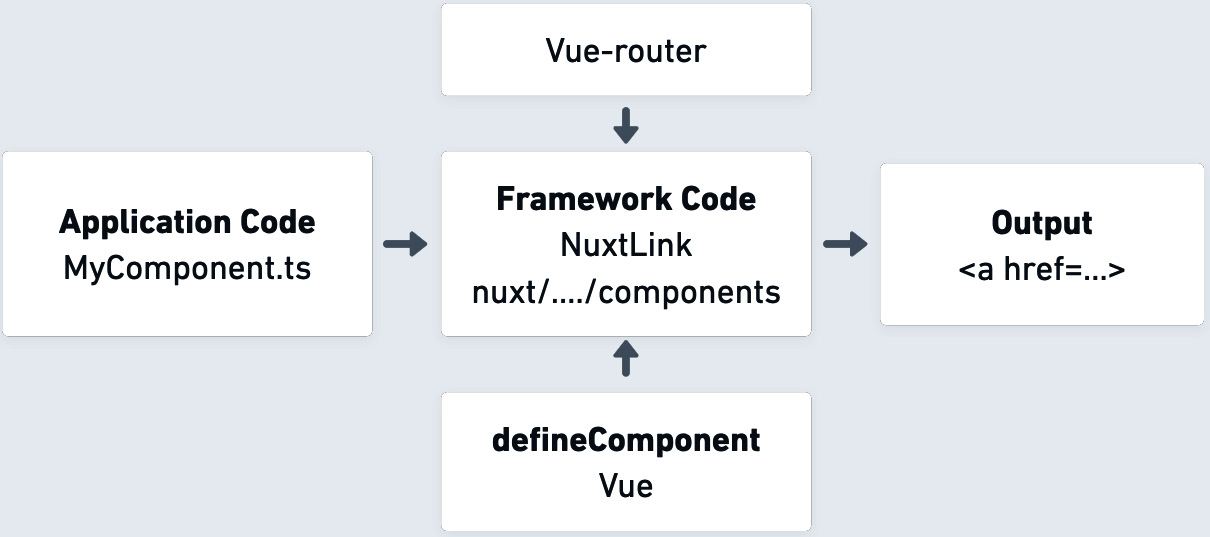 Vue-router
Application Code
MyComponent.ts
Framework Code
NuxtLink
nuxt/..../components
Output
<a href=...>
defineComponent
Vue